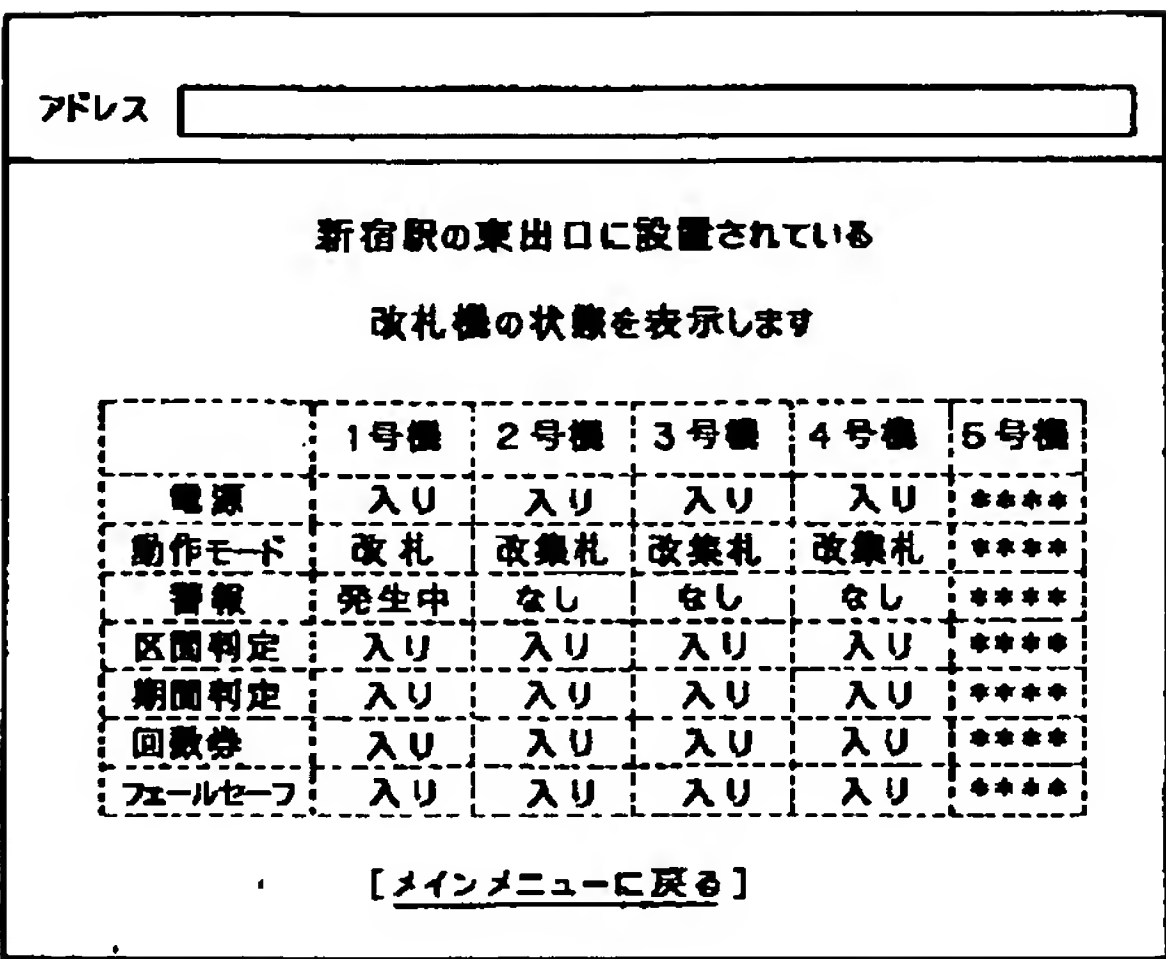 アドレス
新宿駅の東出口に設置されている
改札機の状態を表示します
1号機 2号機 3号機 4号機 5号機
電源 入り 入り 入り 入り ****
動作モード 改札 改集札 改集札 改集札 ****
警報 発生中 なし なし なし ****
区間判定 入り 入り 入り 入り ****
期間判定 入り 入り 入り 入り ****
回数券 入り 入り 入り 入り ****
フェールセーフ 入り 入り 入り 入り ****
[メインメニューに戻る]